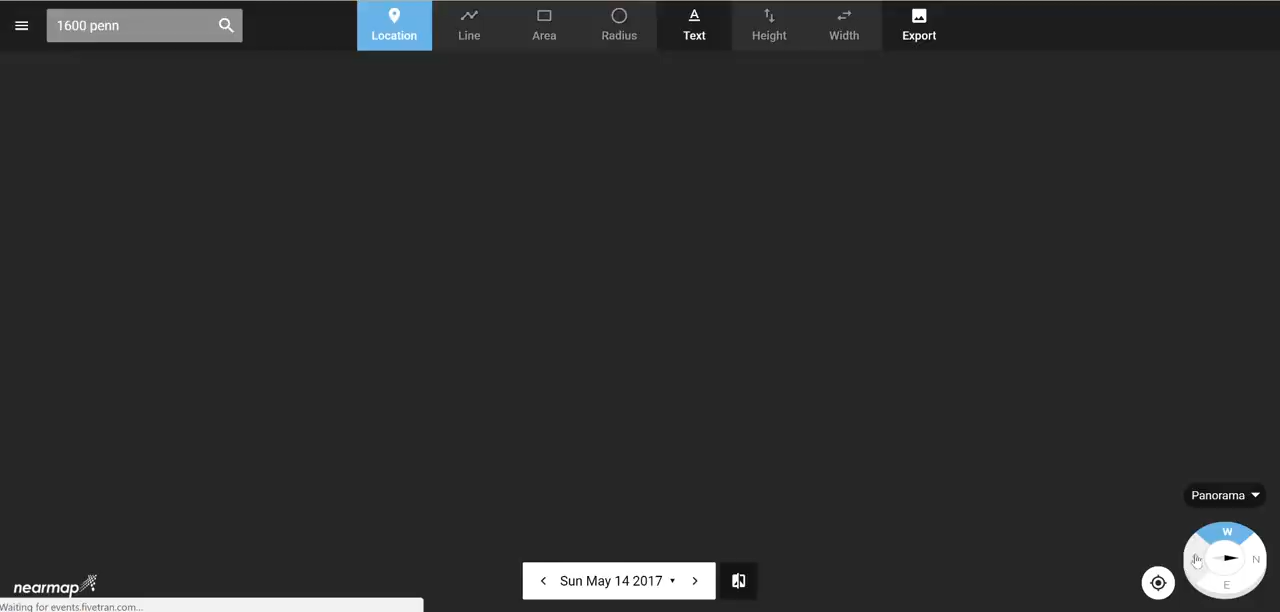 1600 penn
Location
Line
Area
Radius
Text
Height
Width
Export
Panorama
W
N
E
Sun May 14 2017
nearmap
Waiting for events.fivetran.com...